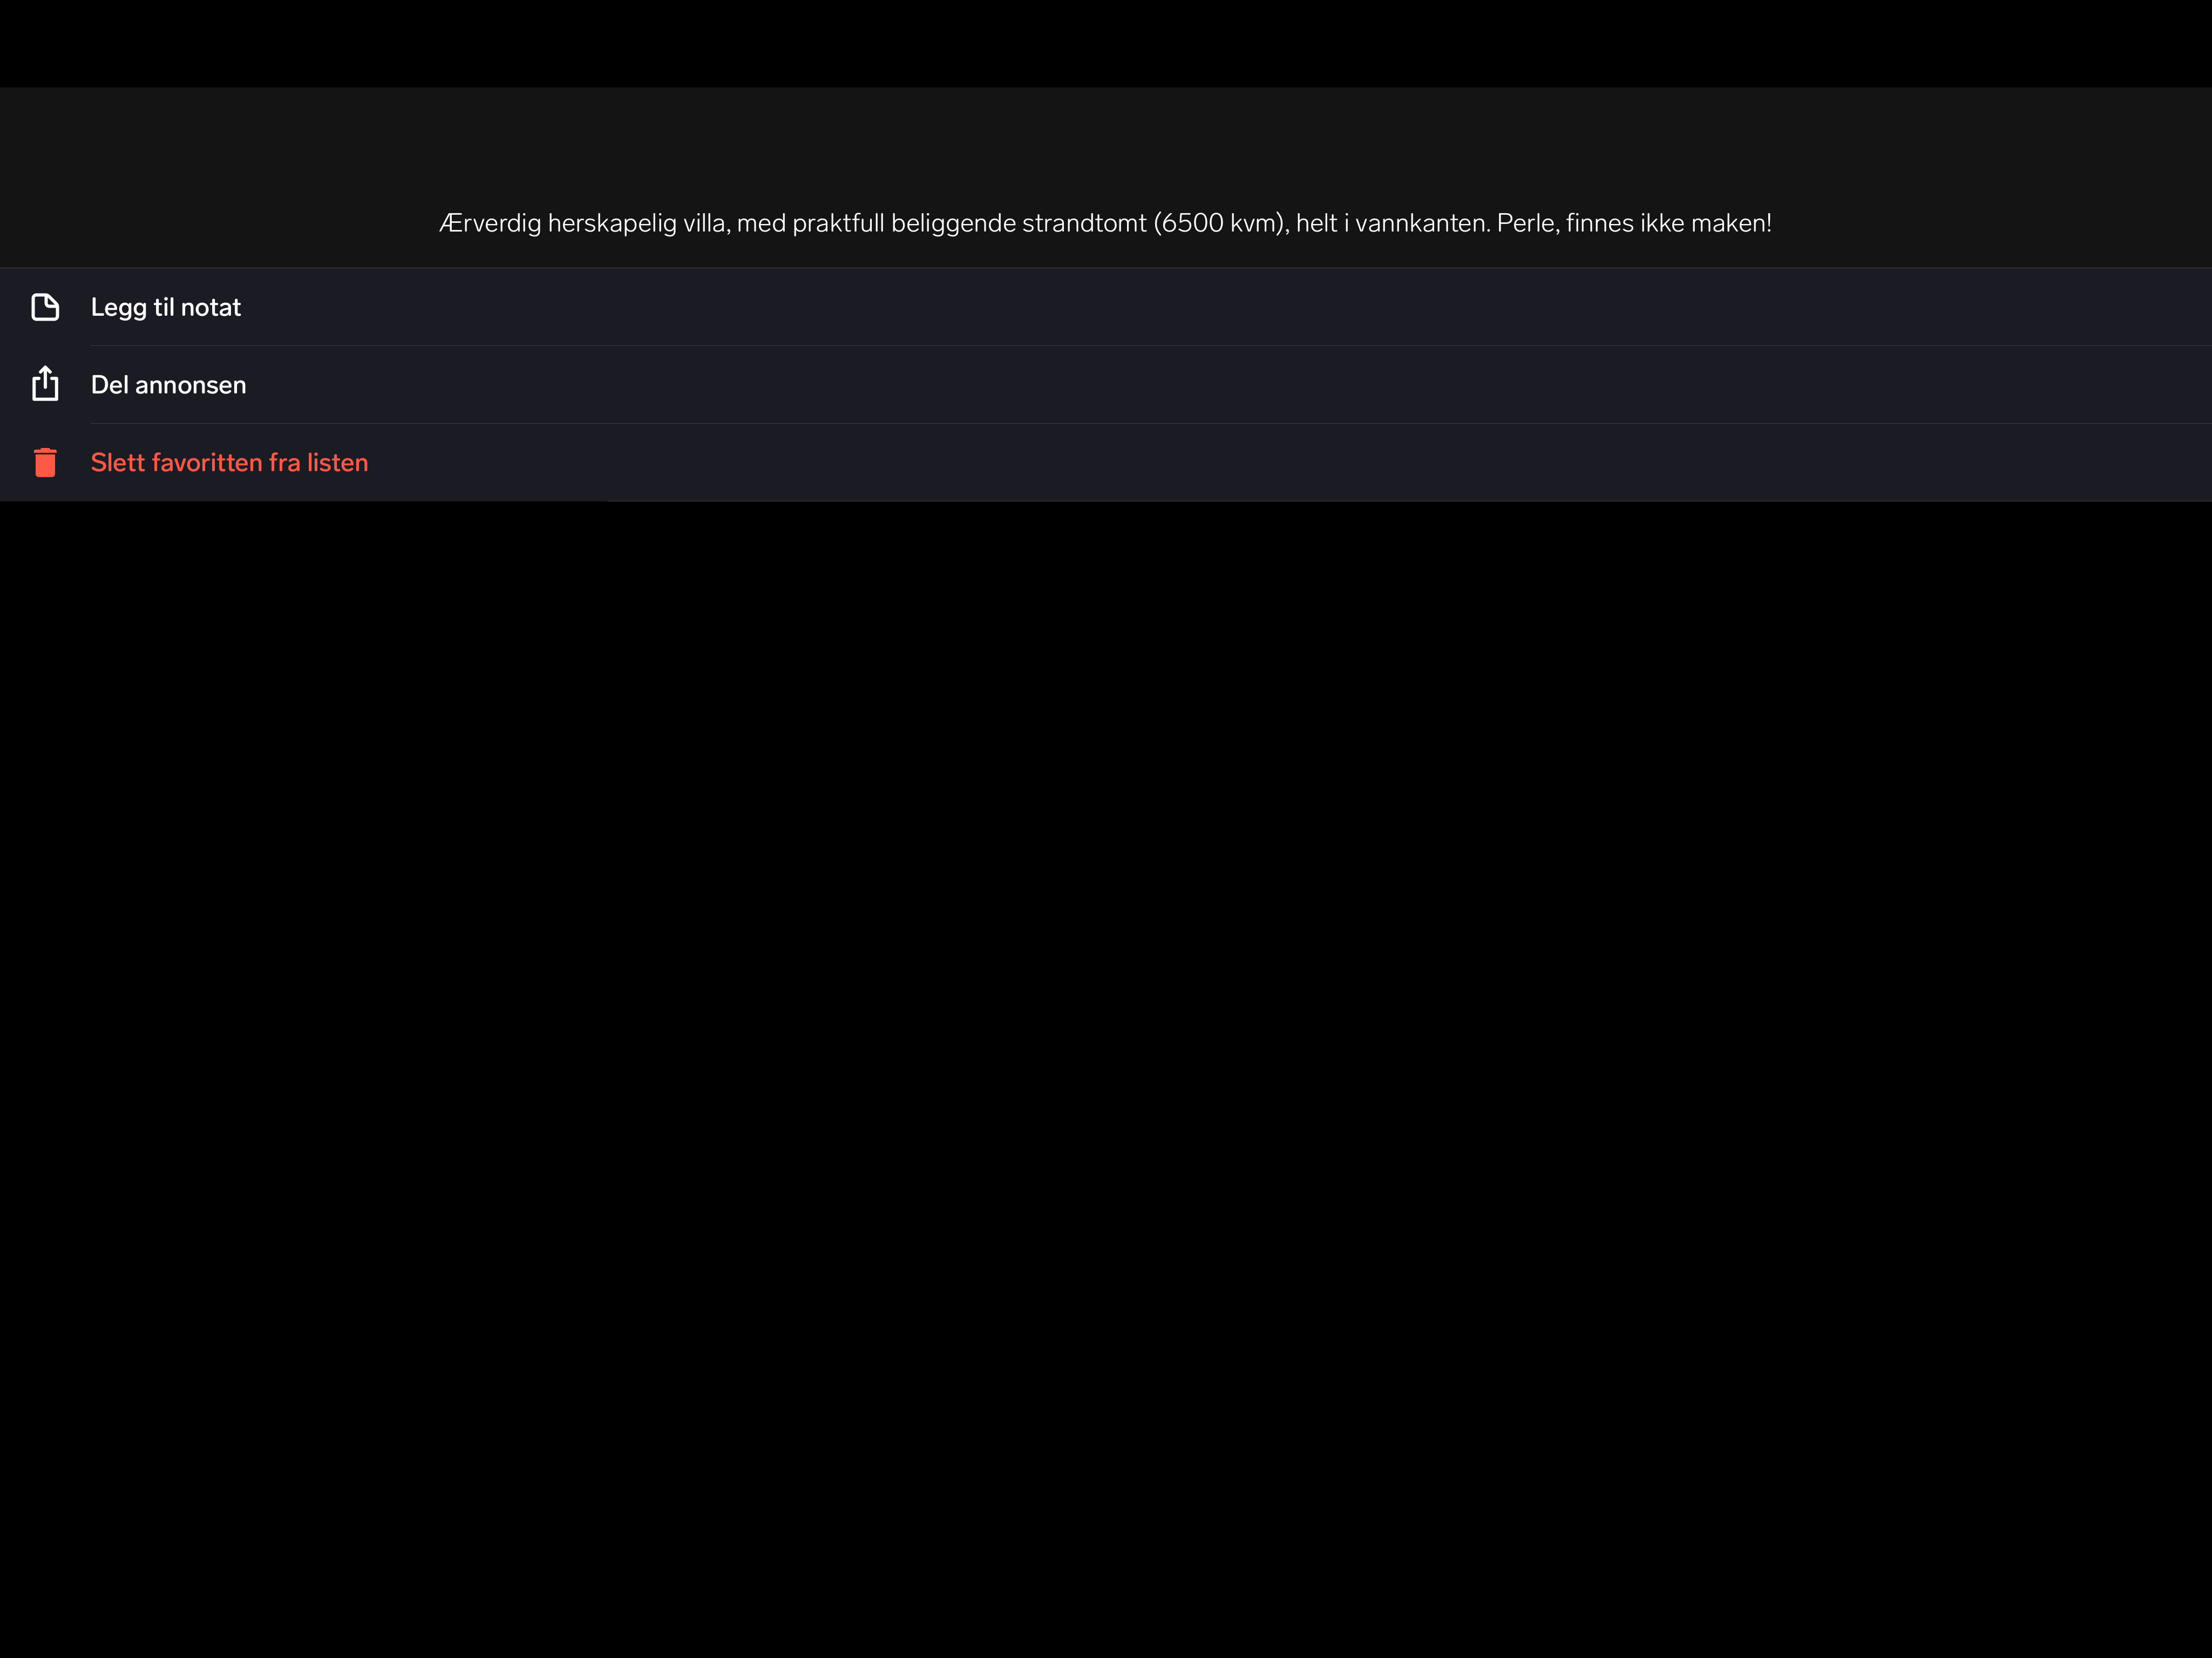 Ærverdig herskapelig villa, med praktfull beliggende strandtomt (6500 kvm), helt i vannkanten. Perle, finnes ikke maken!
Legg til notat
Del annonsen
Slett favoritten fra listen